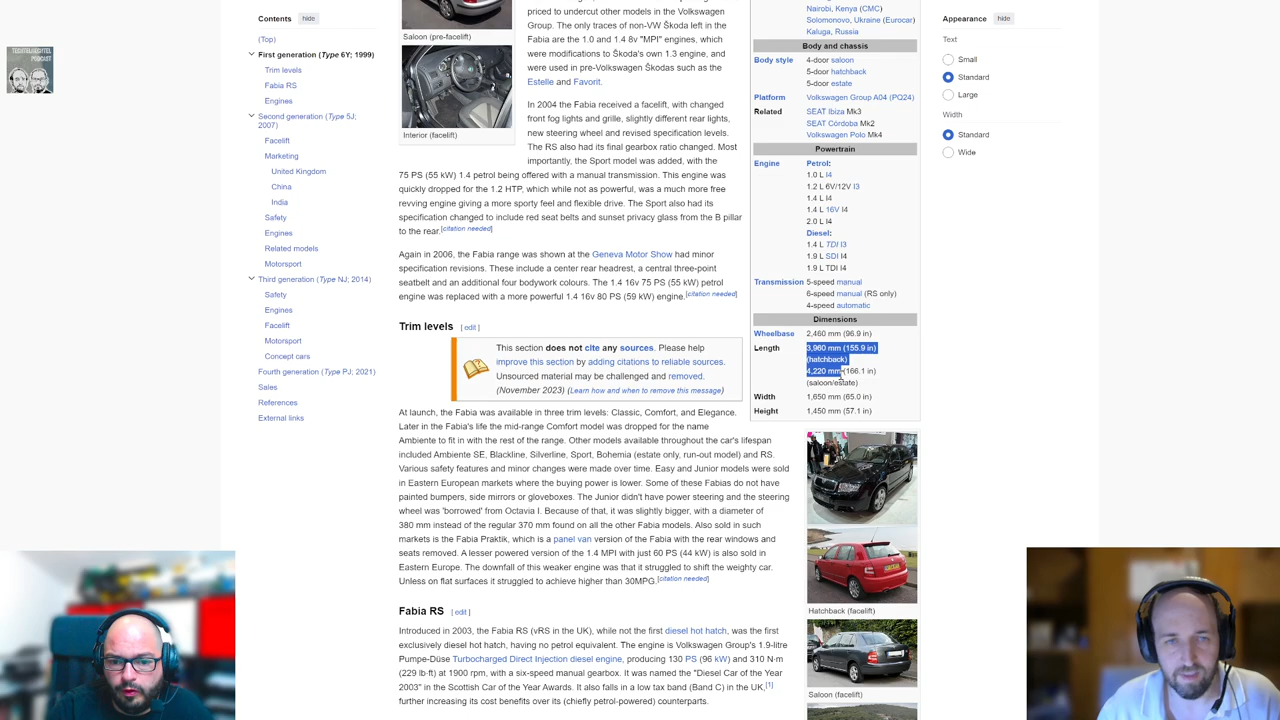 Contents hide
(Top)
First generation (Type 6Y; 1999)
Trim levels
Fabia RS
Engines
Second generation (Type 5J;
2007)
Facelift
Marketing
United Kingdom
China
India
Safety
Engines
Related models
Motorsport
Third generation (Type NJ; 2014)
Safety
Engines
Facelift
Motorsport
Concept cars
Fourth generation (Type PJ; 2021)
Sales
References
External links
Saloon (pre-facelift)
Interior (facelift)
priced to undercut other models in the Volkswagen
Group. The only traces of non-VW Škoda left in the
Fabia are the 1.0 and 1.4 8v "MPI" engines, which
were modifications to Škoda's own 1.3 engine, and
were used in pre-Volkswagen Škodas such as the
Estelle and Favorit.
In 2004 the Fabia received a facelift, with changed
front fog lights and grille, slightly different rear lights,
new steering wheel and revised specification levels.
The RS also had its final gearbox ratio changed. Most
importantly, the Sport model was added, with the
75 PS (55 kW) 1.4 petrol being offered with a manual transmission. This engine was
quickly dropped for the 1.2 HTP, which while not as powerful, was a much more free
revving engine giving a more sporty feel and flexible drive. The Sport also had its
specification changed to include red seat belts and sunset privacy glass from the B pillar
to the rear.[citation needed]
Again in 2006, the Fabia range was shown at the Geneva Motor Show had minor
specification revisions. These include a center rear headrest, a central three-point
seatbelt and an additional four bodywork colours. The 1.4 16v 75 PS (55 kW) petrol
engine was replaced with a more powerful 1.4 16v 80 PS (59 kW) engine.[citation needed]
Trim levels [ edit ]
This section does not cite any sources. Please help
improve this section by adding citations to reliable sources.
Unsourced material may be challenged and removed.
(November 2023) (Learn how and when to remove this message)
At launch, the Fabia was available in three trim levels: Classic, Comfort, and Elegance.
Later in the Fabia's life the mid-range Comfort model was dropped for the name
Ambiente to fit in with the rest of the range. Other models available throughout the car's lifespan
included Ambiente SE, Blackline, Silverline, Sport, Bohemia (estate only, run-out model) and RS.
Various safety features and minor changes were made over time. Easy and Junior models were sold
in Eastern European markets where the buying power is lower. Some of these Fabias do not have
painted bumpers, side mirrors or gloveboxes. The Junior didn't have power steering and the steering
wheel was 'borrowed' from Octavia I. Because of that, it was slightly bigger, with a diameter of
380 mm instead of the regular 370 mm found on all the other Fabia models. Also sold in such
markets is the Fabia Praktik, which is a panel van version of the Fabia with the rear windows and
seats removed. A lesser powered version of the 1.4 MPI with just 60 PS (44 kW) is also sold in
Eastern Europe. The downfall of this weaker engine was that it struggled to shift the weighty car.
Unless on flat surfaces it struggled to achieve higher than 30MPG.[citation needed]
Fabia RS [ edit ]
Introduced in 2003, the Fabia RS (vRS in the UK), while not the first diesel hot hatch, was the first
exclusively diesel hot hatch, having no petrol equivalent. The engine is Volkswagen Group's 1.9-litre
Pumpe-Düse Turbocharged Direct Injection diesel engine, producing 130 PS (96 kW) and 310 N⋅m
(229 lb⋅ft) at 1900 rpm, with a six-speed manual gearbox. It was named the "Diesel Car of the Year
2003" in the Scottish Car of the Year Awards. It also falls in a low tax band (Band C) in the UK,[1]
further increasing its cost benefits over its (chiefly petrol-powered) counterparts.
Nairobi, Kenya (CMC)
Solomonovo, Ukraine (Eurocar)
Kaluga, Russia
Body and chassis
Body style 4-door saloon
5-door hatchback
5-door estate
Platform Volkswagen Group A04 (PQ24)
Related SEAT Ibiza Mk3
SEAT Córdoba Mk2
Volkswagen Polo Mk4
Powertrain
Engine Petrol:
1.0 L I4
1.2 L 6V/12V I3
1.4 L I4
1.4 L 16V I4
2.0 L I4
Diesel:
1.4 L TDI I3
1.9 L SDI I4
1.9 L TDI I4
Transmission 5-speed manual
6-speed manual (RS only)
4-speed automatic
Dimensions
Wheelbase 2,460 mm (96.9 in)
Length 3,960 mm (155.9 in)
(hatchback)
4,220 mm (166.1 in)
(saloon/estate)
Width 1,650 mm (65.0 in)
Height 1,450 mm (57.1 in)
Hatchback (facelift)
Saloon (facelift)
Appearance hide
Text
Small
Standard
Large
Width
Standard
Wide